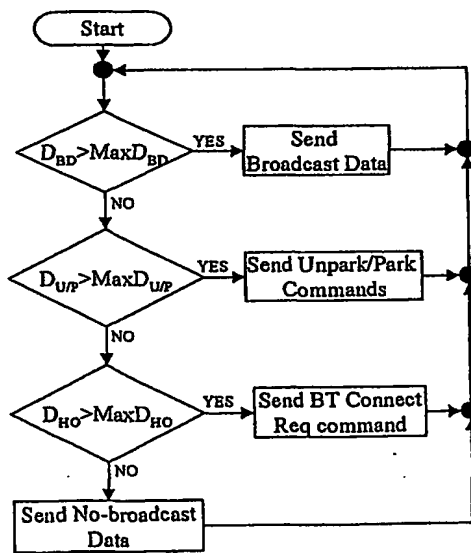 Start
D_BD>MaxD_BD
YES
Send
Broadcast Data
NO
D_U/P>MaxD_U/P
YES
Send Unpark/Park
Commands
NO
D_HO>MaxD_HO
YES
Send BT Connect
Req command
NO
Send No-broadcast
Data